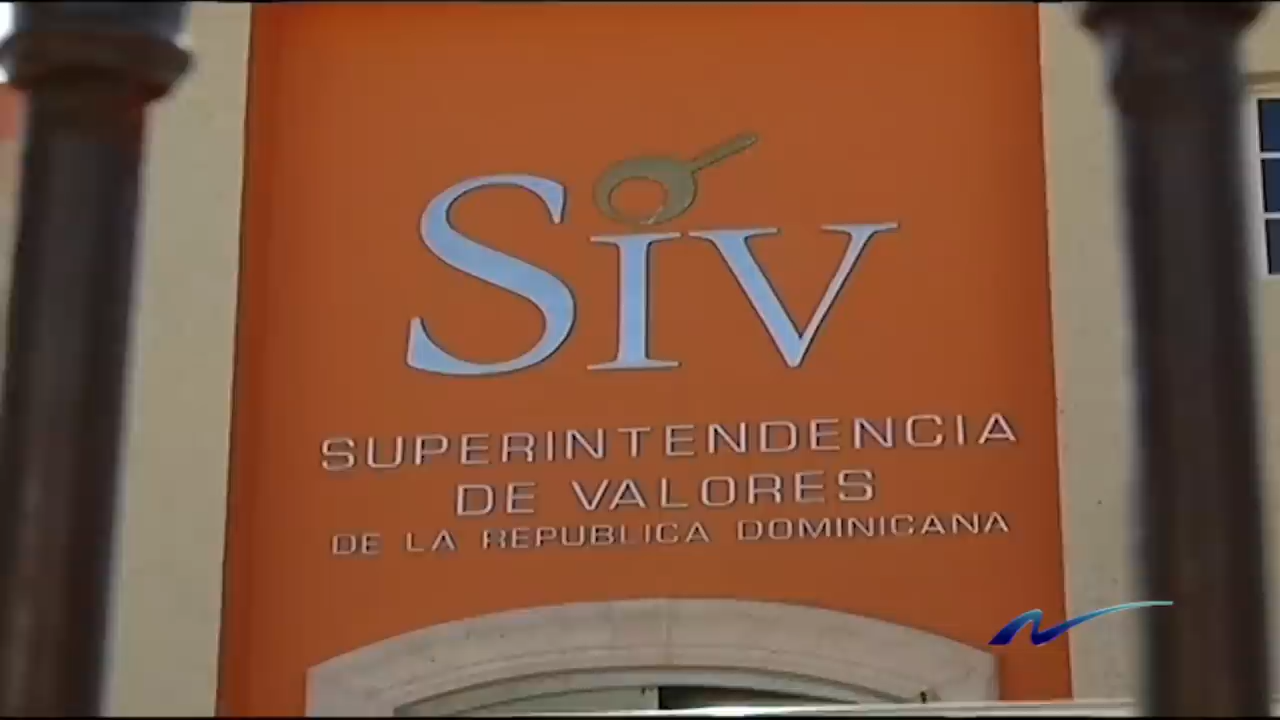 SiV
SUPERINTENDENCIA
DE VALORES
DE LA REPUBLICA DOMINICANA